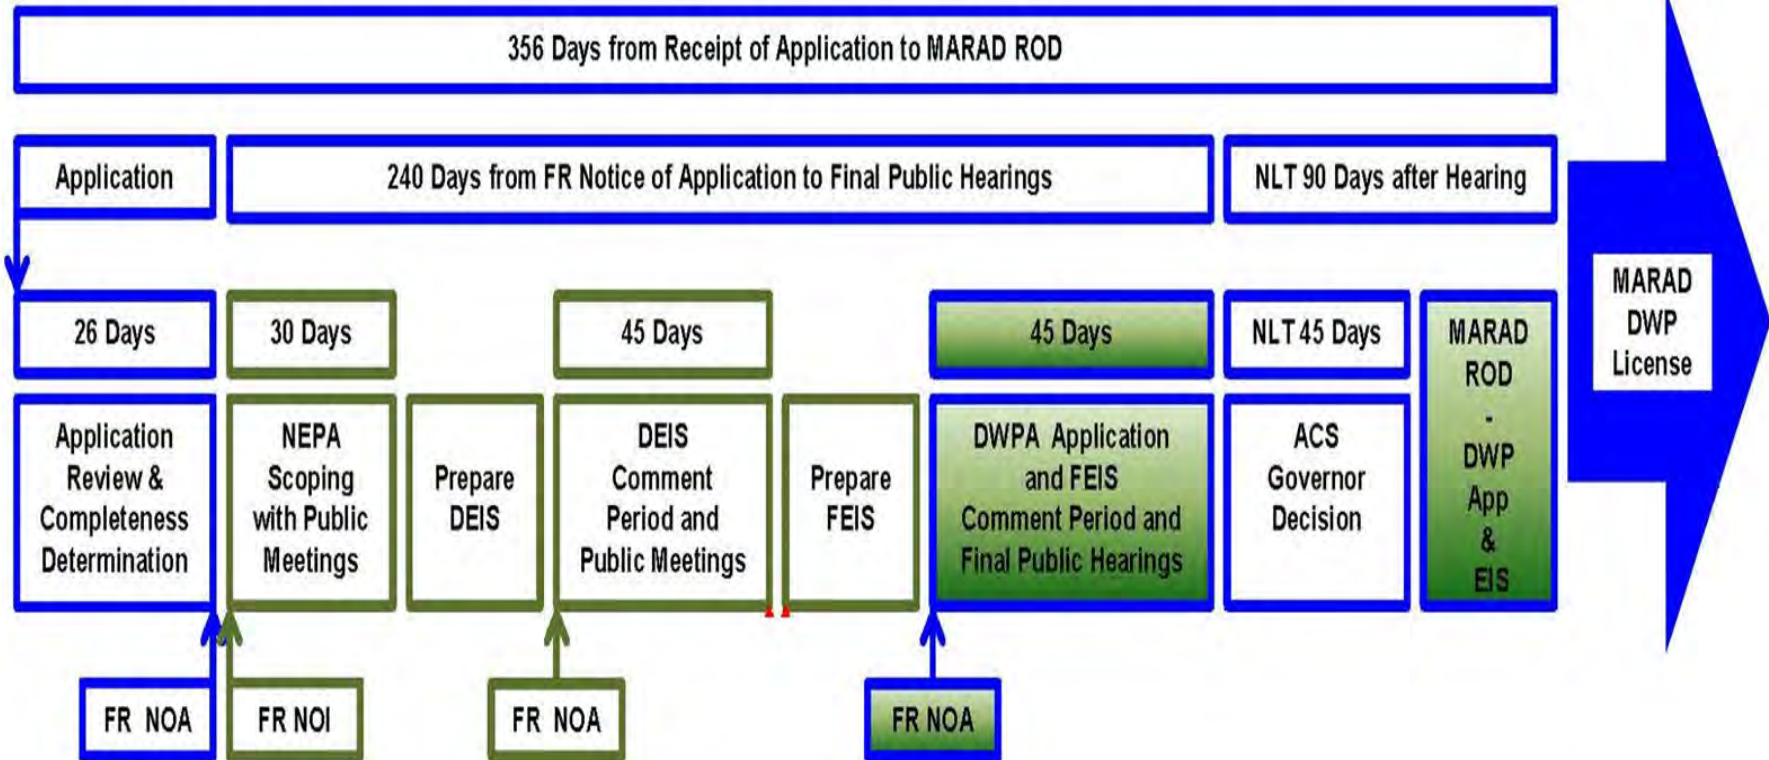 356 Days from Receipt of Application to MARAD ROD
Application
240 Days from FR Notice of Application to Final Public Hearings
NLT 90 Days after Hearing
26 Days
30 Days
45 Days
45 Days
NLT 45 Days
MARAD
ROD
-
DWP
App
&
EIS
MARAD
DWP
License
Application
Review &
Completeness
Determination
NEPA
Scoping
with Public
Meetings
Prepare
DEIS
DEIS
Comment
Period and
Public Meetings
Prepare
FEIS
DWPA Application
and FEIS
Comment Period and
Final Public Hearings
ACS
Governor
Decision
FR NOA
FR NOI
FR NOA
FR NOA